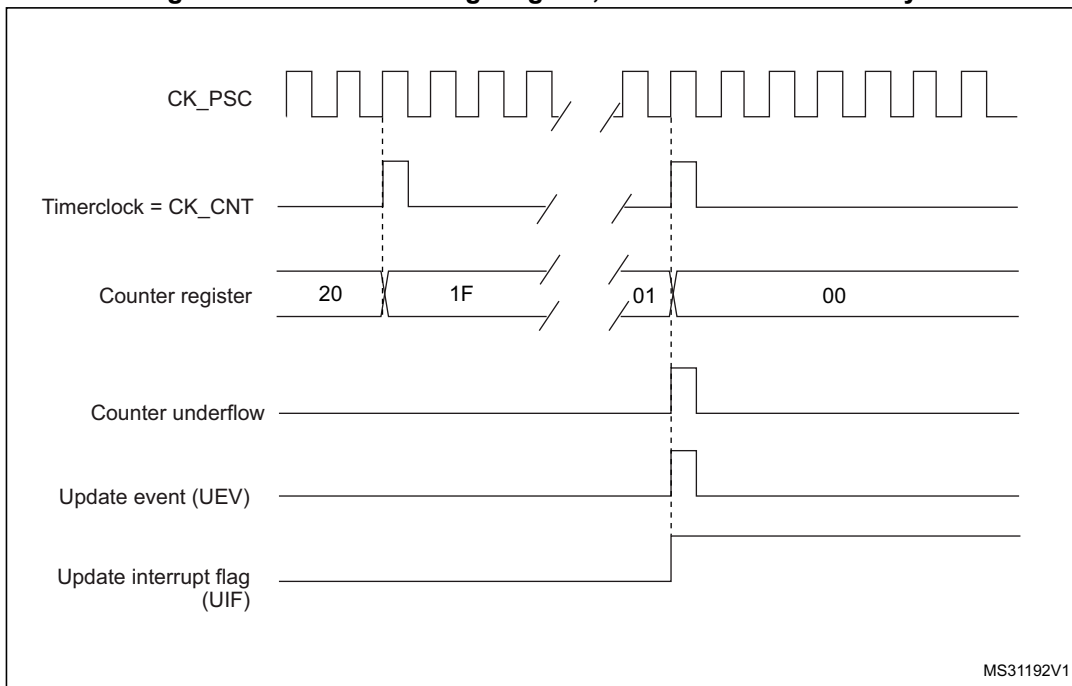 CK_PSC
Timerclock = CK_CNT
Counter register
20
1F
01
00
Counter underflow
Update event (UEV)
Update interrupt flag
(UIF)
MS31192V1